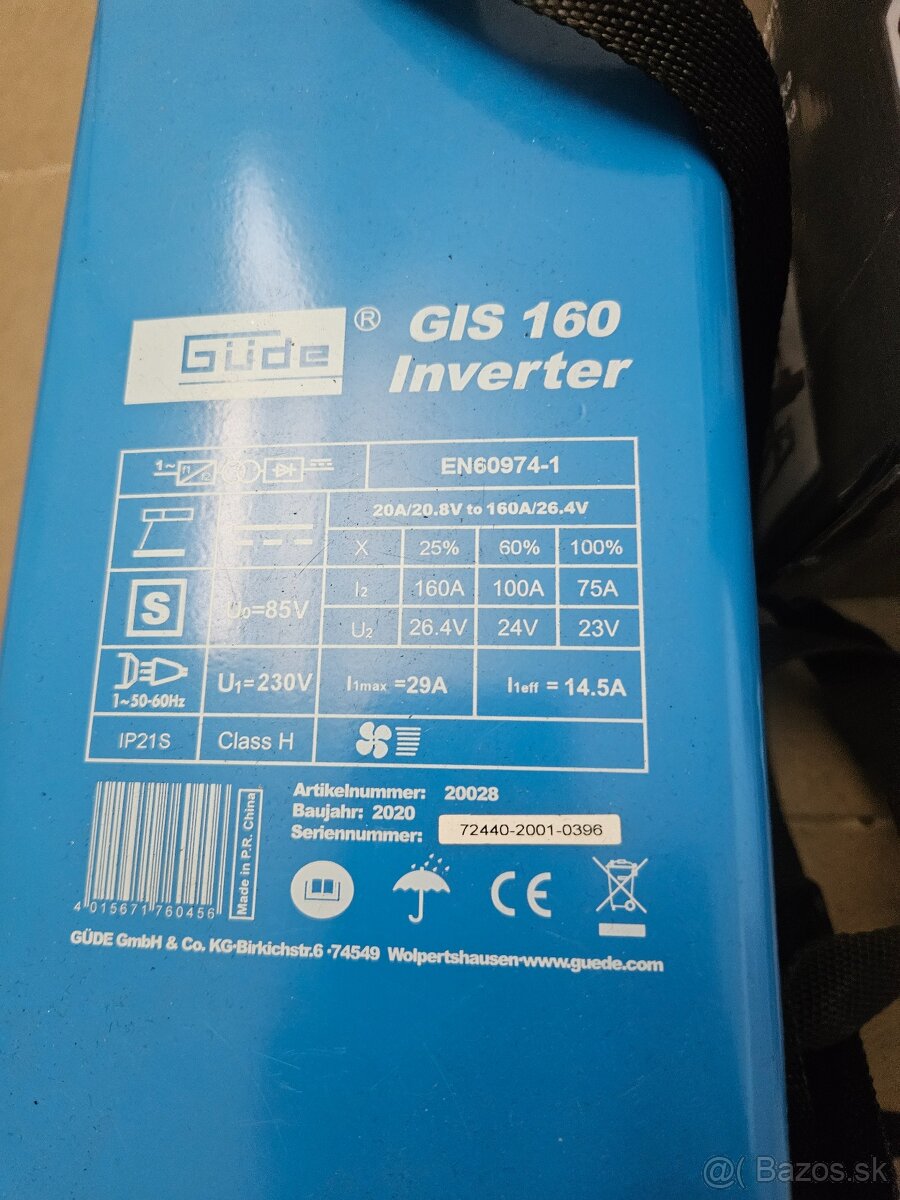 Güde ® GIS 160
Inverter
1~ f1 f2 EN60974-1
20A/20.8V to 160A/26.4V
X 25% 60% 100%
I2 160A 100A 75A
S U0=85V
U2 26.4V 24V 23V
1~50-60Hz U1=230V I1max =29A I1eff = 14.5A
IP21S Class H
Made in P.R. China
Artikelnummer: 20028
Baujahr: 2020
Seriennummer: 72440-2001-0396
CE
4 015671 760456
GÜDE GmbH & Co. KG·Birkichstr.6 ·74549 Wolpertshausen·www.guede.com
@( Bazos.sk